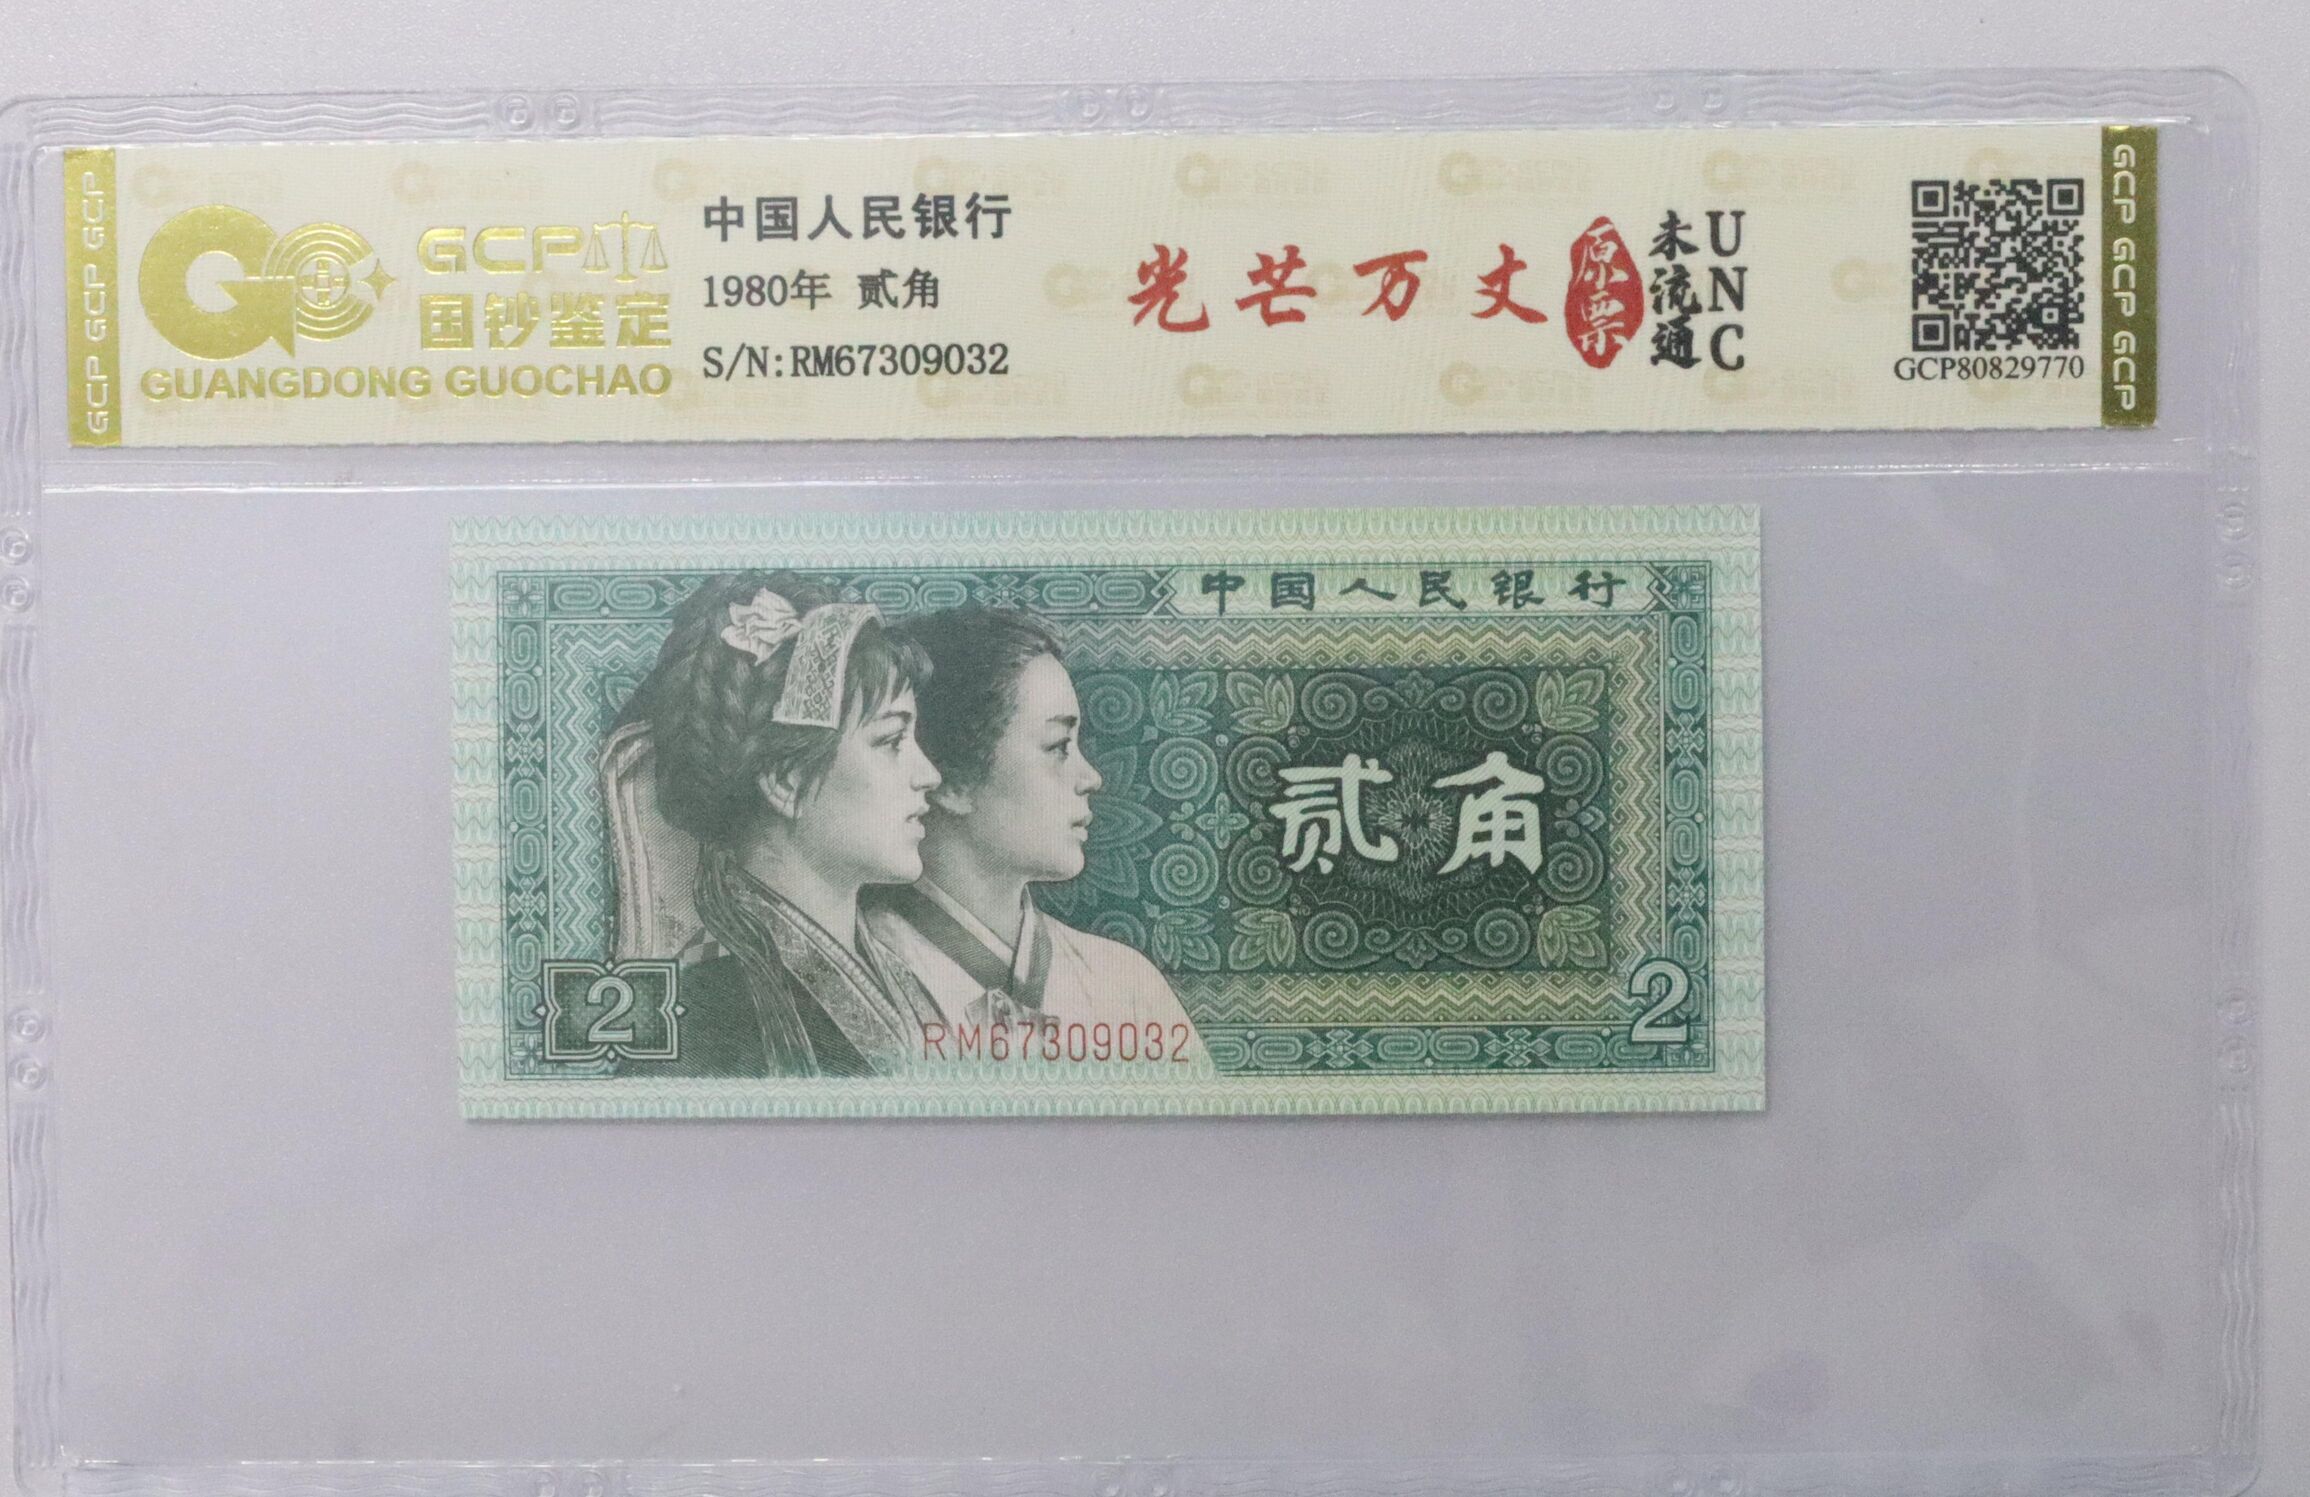 GCP GCP GCP
GCP
国钞鉴定
GUANGDONG GUOCHAO
中国人民银行
1980年 贰角
S/N:RM67309032
光芒万丈
原票
未流通
UNC
GCP80829770
GCP GCP GCP
中国人民银行
贰角
2
RM67309032
2